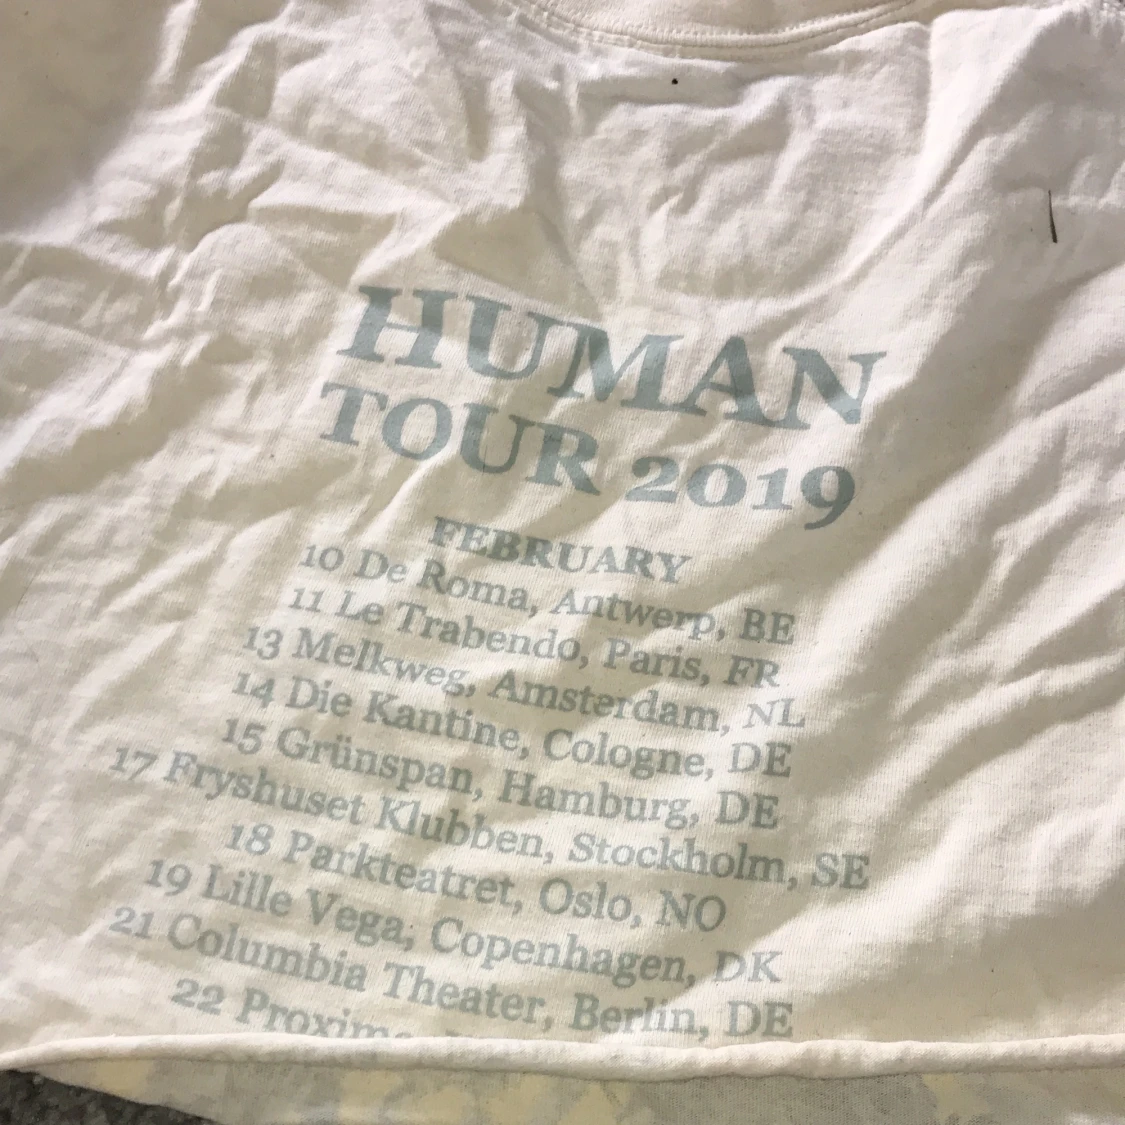 HUMAN
TOUR 2019
FEBRUARY
10 De Roma, Antwerp, BE
11 Le Trabendo, Paris, FR
13 Melkweg, Amsterdam, NL
14 Die Kantine, Cologne, DE
15 Grünspan, Hamburg, DE
17 Fryshuset Klubben, Stockholm, SE
18 Parkteatret, Oslo, NO
19 Lille Vega, Copenhagen, DK
21 Columbia Theater, Berlin, DE
22